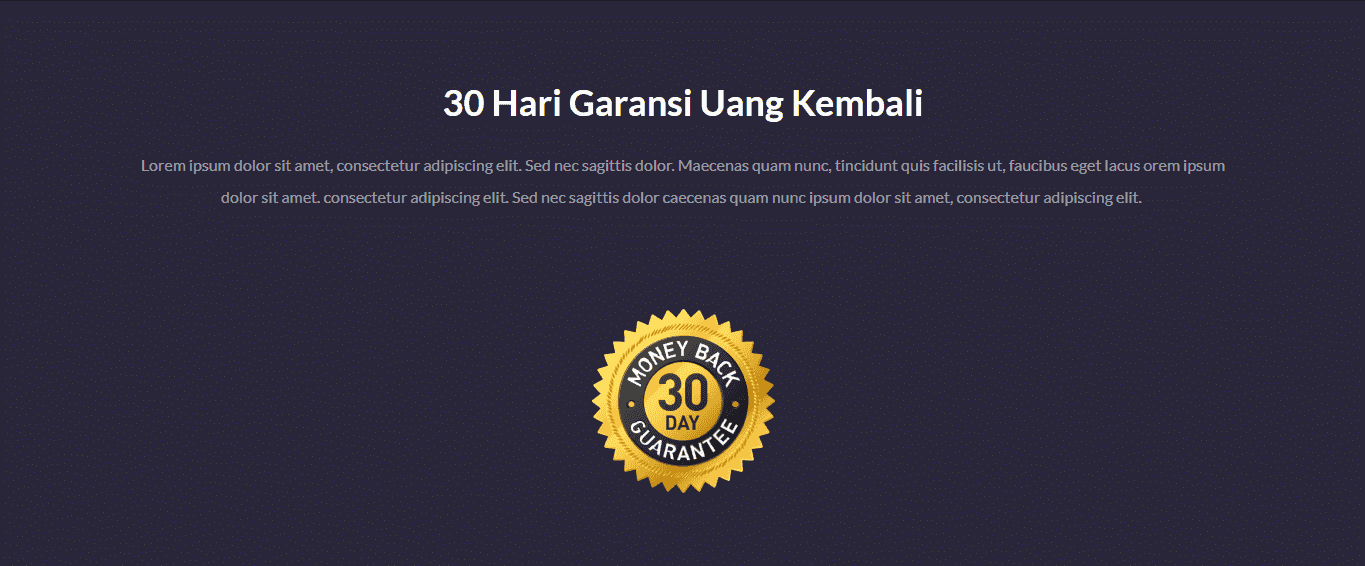 30 Hari Garansi Uang Kembali
Lorem ipsum dolor sit amet, consectetur adipiscing elit. Sed nec sagittis dolor. Maecenas quam nunc, tincidunt quis facilisis ut, faucibus eget lacus orem ipsum
dolor sit amet. consectetur adipiscing elit. Sed nec sagittis dolor caecenas quam nunc ipsum dolor sit amet, consectetur adipiscing elit.
MONEY BACK
30
DAY
GUARANTEE